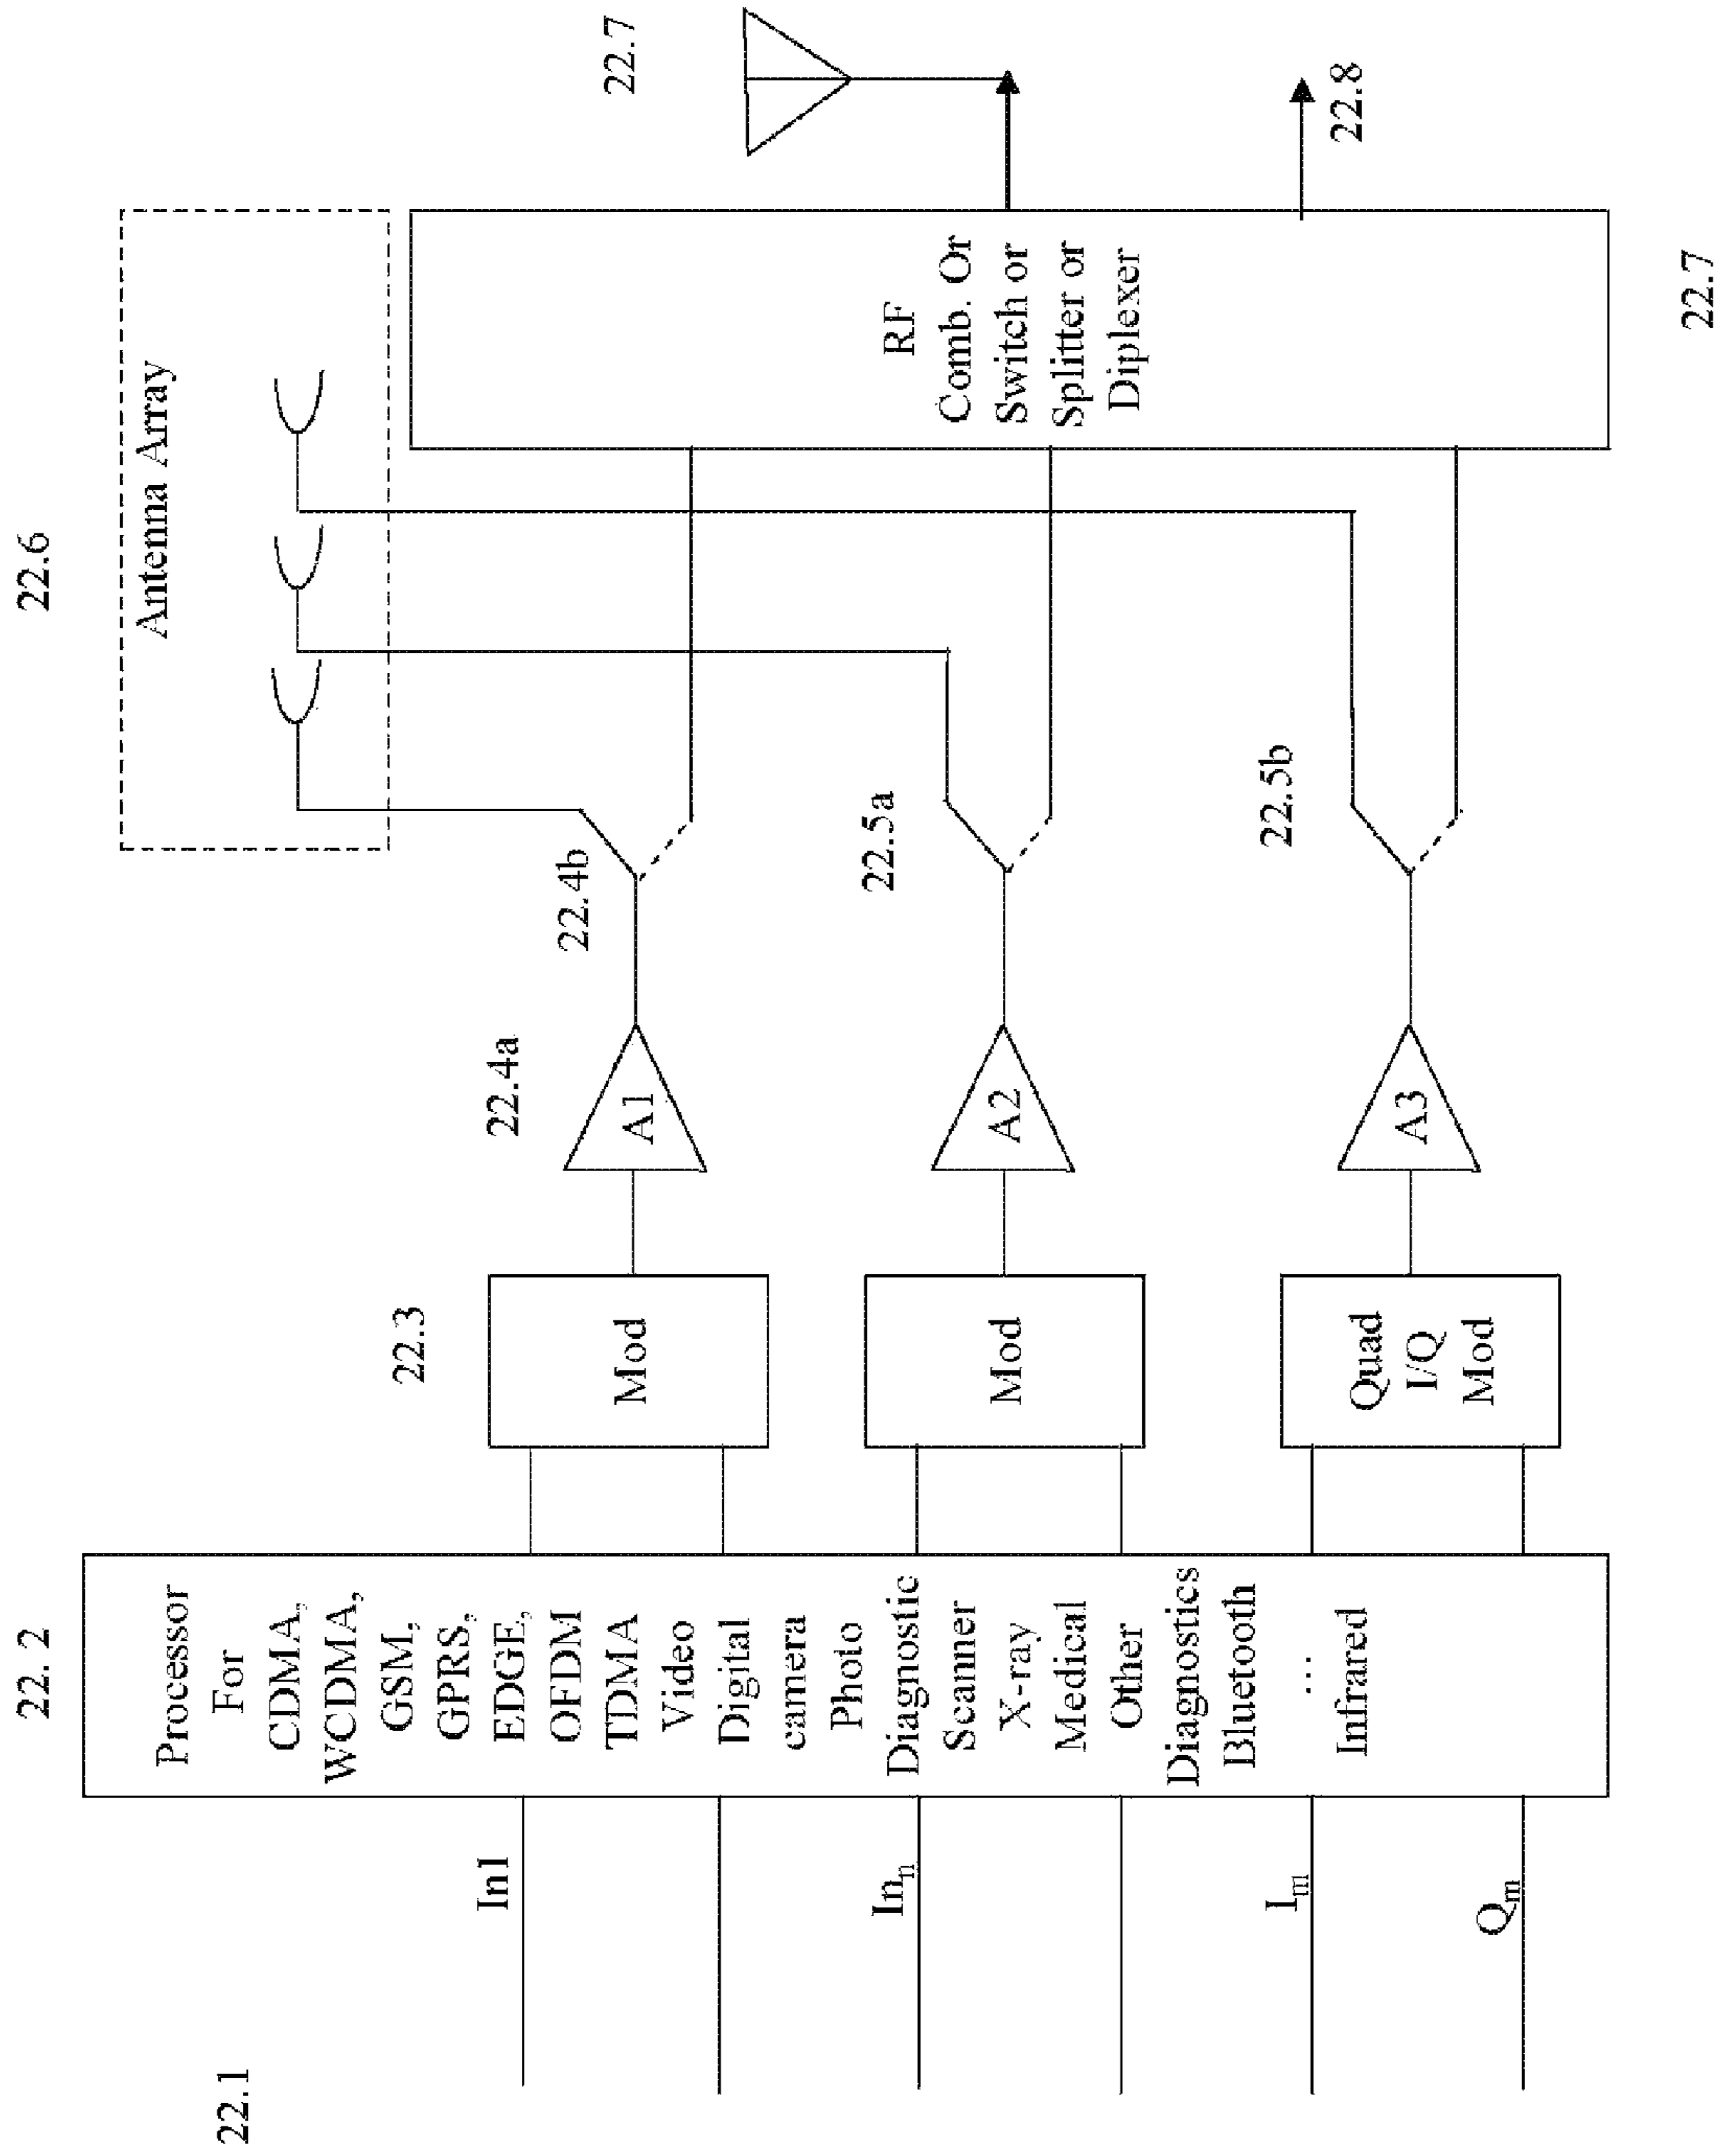 22.1
22. 2
Processor
For
CDMA,
WCDMA,
GSM,
GPRS,
EDGE,
OFDM
TDMA
Video
Digital
camera
Photo
Diagnostic
Scanner
X-ray
Medical
Other
Diagnostics
Bluetooth
...
Infrared
In1
Inn
Im
Qm
22.3
Mod
Mod
Quad
I/Q
Mod
22.4a
A1
A2
A3
22.4b
22.5a
22.5b
22.6
Antenna Array
RF
Comb. Or
Switch or
Splitter or
Diplexer
22.7
22.7
22.8